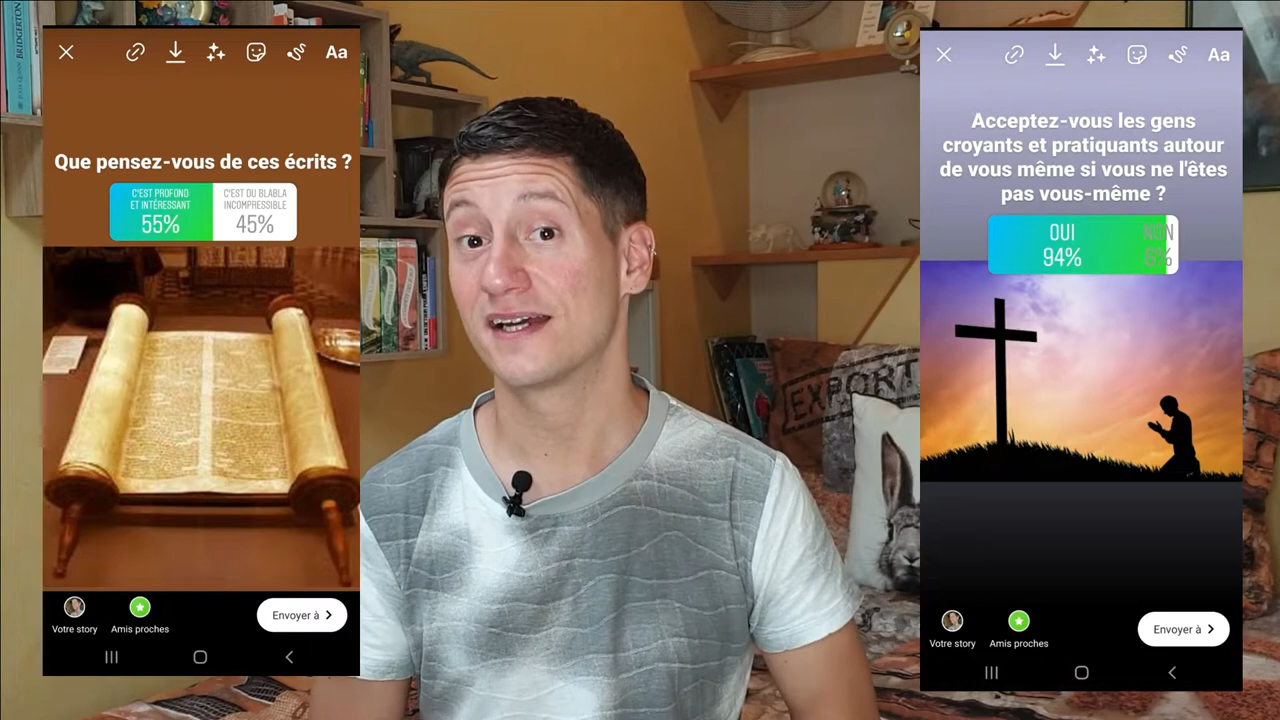 BRIDGERTON
Aa
Que pensez-vous de ces écrits ?
C'EST PROFOND
ET INTÉRESSANT
55%
C'EST DU BLABLA
INCOMPRESSIBLE
45%
Votre story
Amis proches
Envoyer à
EXPORT
Aa
Acceptez-vous les gens
croyants et pratiquants autour
de vous même si vous ne l'êtes
pas vous-même ?
OUI
94%
NON
6%
Votre story
Amis proches
Envoyer à